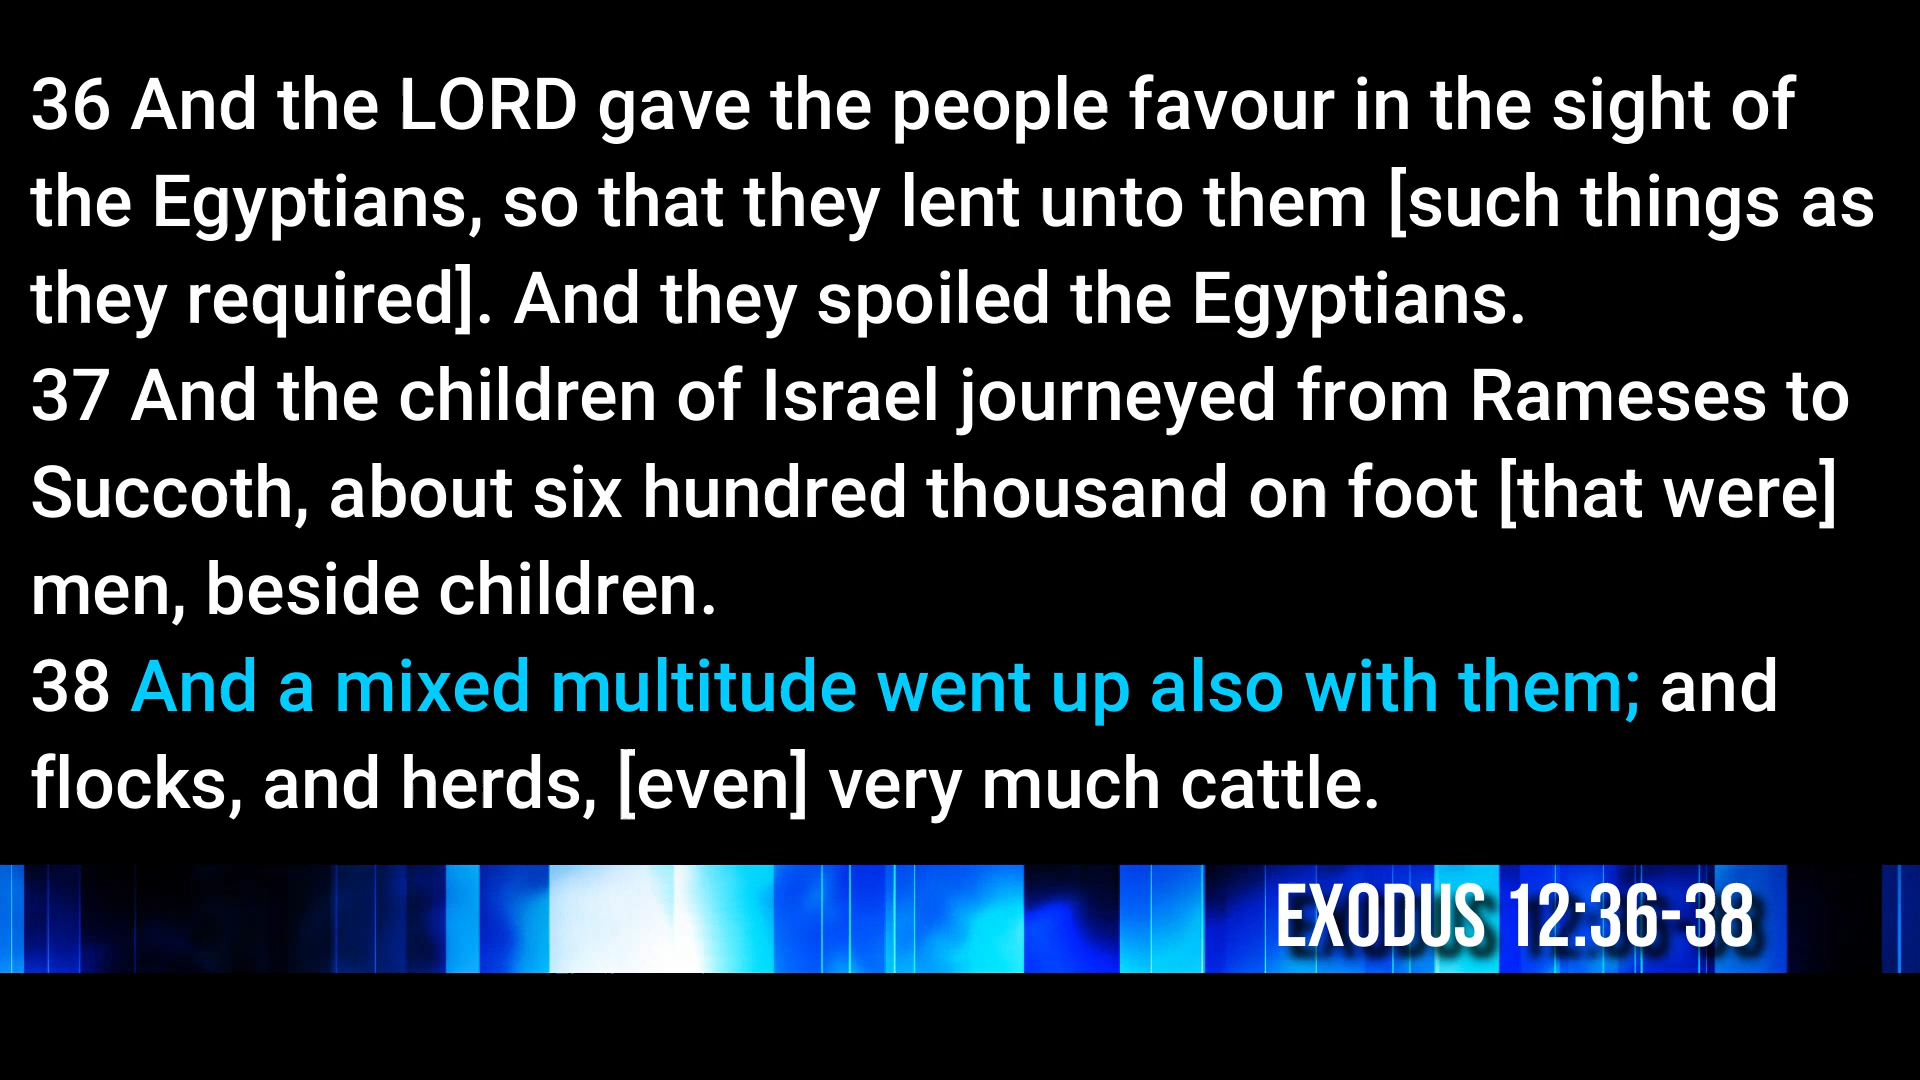 36 And the LORD gave the people favour in the sight of
the Egyptians, so that they lent unto them [such things as
they required]. And they spoiled the Egyptians.
37 And the children of Israel journeyed from Rameses to
Succoth, about six hundred thousand on foot [that were]
men, beside children.
38 And a mixed multitude went up also with them; and
flocks, and herds, [even] very much cattle.
EXODUS 12:36-38